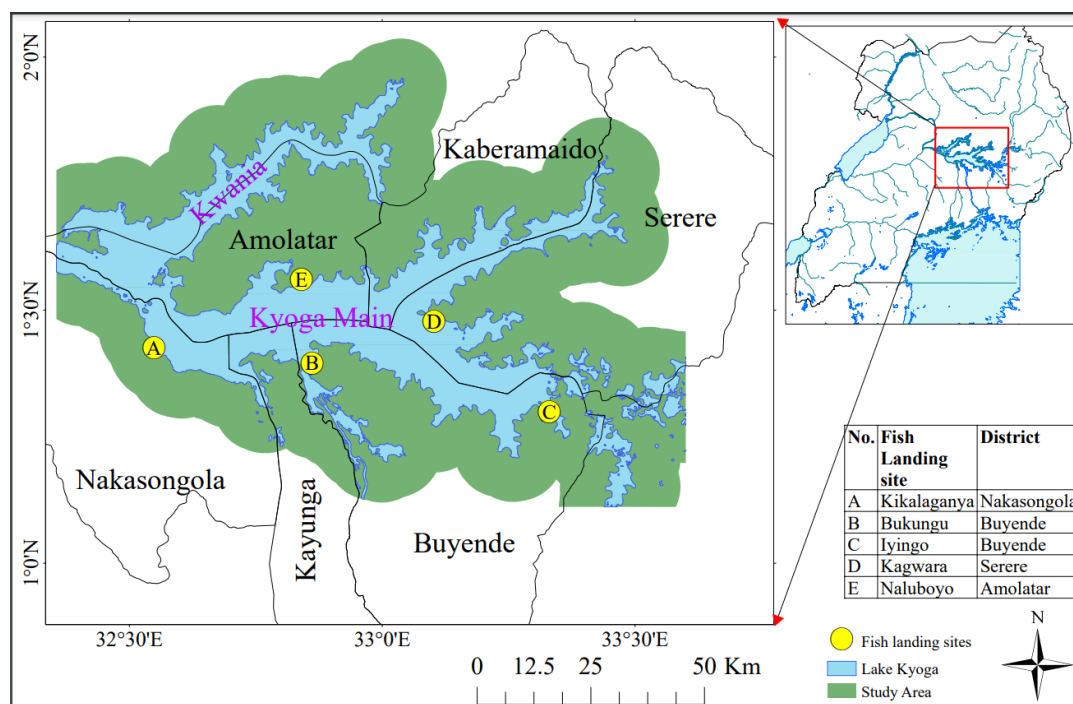 2°0'N
1°30'N
1°0'N
Kwania
Kaberamaido
Serere
Amolatar
E
Kyoga Main
D
A
B
C
Nakasongola
Kayunga
Buyende
32°30'E
33°0'E
33°30'E
0 12.5 25 50 Km
No. Fish Landing site District
A Kikalaganya Nakasongola
B Bukungu Buyende
C Iyingo Buyende
D Kagwara Serere
E Naluboyo Amolatar
N
Fish landing sites
Lake Kyoga
Study Area